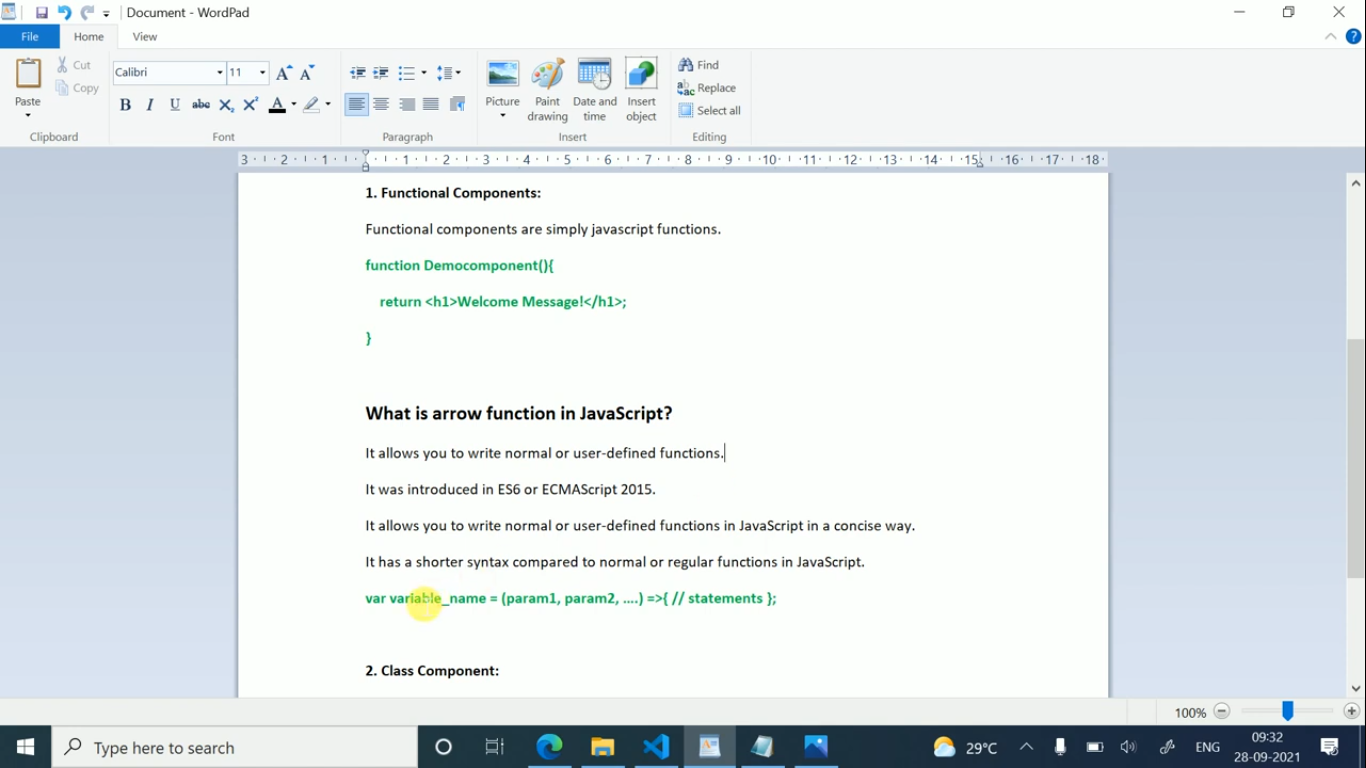 Document - WordPad
File Home View
Paste
Cut
Copy
Clipboard
Calibri 11
B I U abc X₂ X² A
Font
Paragraph
Picture
Paint drawing
Date and time
Insert object
Insert
Find
Replace
Select all
Editing
3 2 1 1 2 3 4 5 6 7 8 9 10 11 12 13 14 15 16 17 18
1. Functional Components:
Functional components are simply javascript functions.
function Democomponent(){
return <h1>Welcome Message!</h1>;
}
What is arrow function in JavaScript?
It allows you to write normal or user-defined functions.
It was introduced in ES6 or ECMAScript 2015.
It allows you to write normal or user-defined functions in JavaScript in a concise way.
It has a shorter syntax compared to normal or regular functions in JavaScript.
var variable_name = (param1, param2, ....) =>{ // statements };
2. Class Component:
100%
Type here to search
29°C
ENG
09:32
28-09-2021